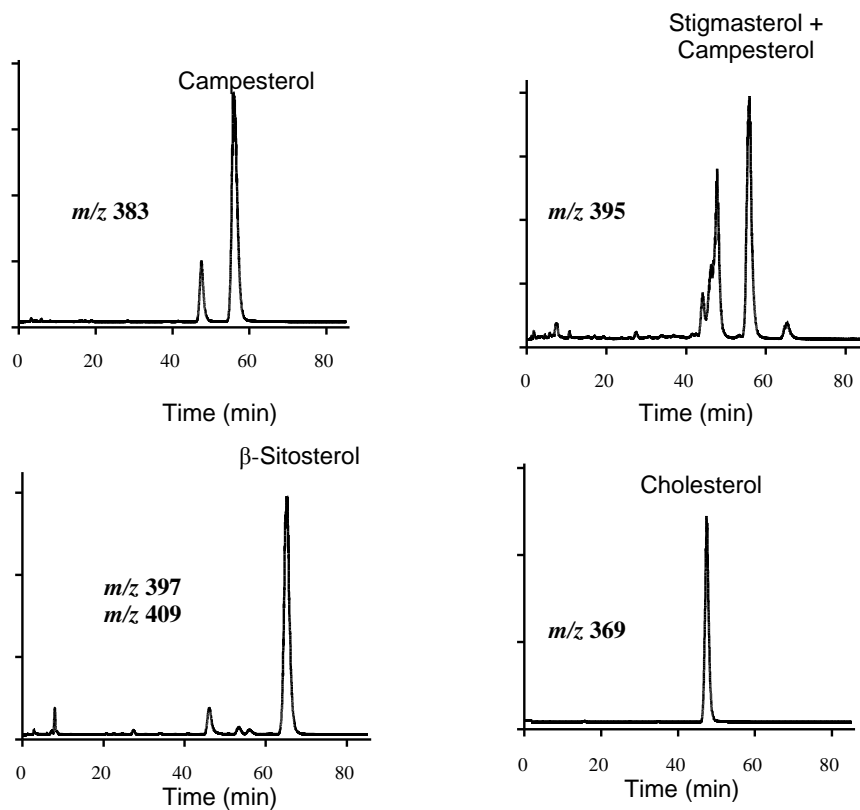 Campesterol
m/z 383
0 20 40 60 80
Time (min)
Stigmasterol +
Campesterol
m/z 395
0 20 40 60 80
Time (min)
β-Sitosterol
m/z 397
m/z 409
0 20 40 60 80
Time (min)
Cholesterol
m/z 369
0 20 40 60 80
Time (min)